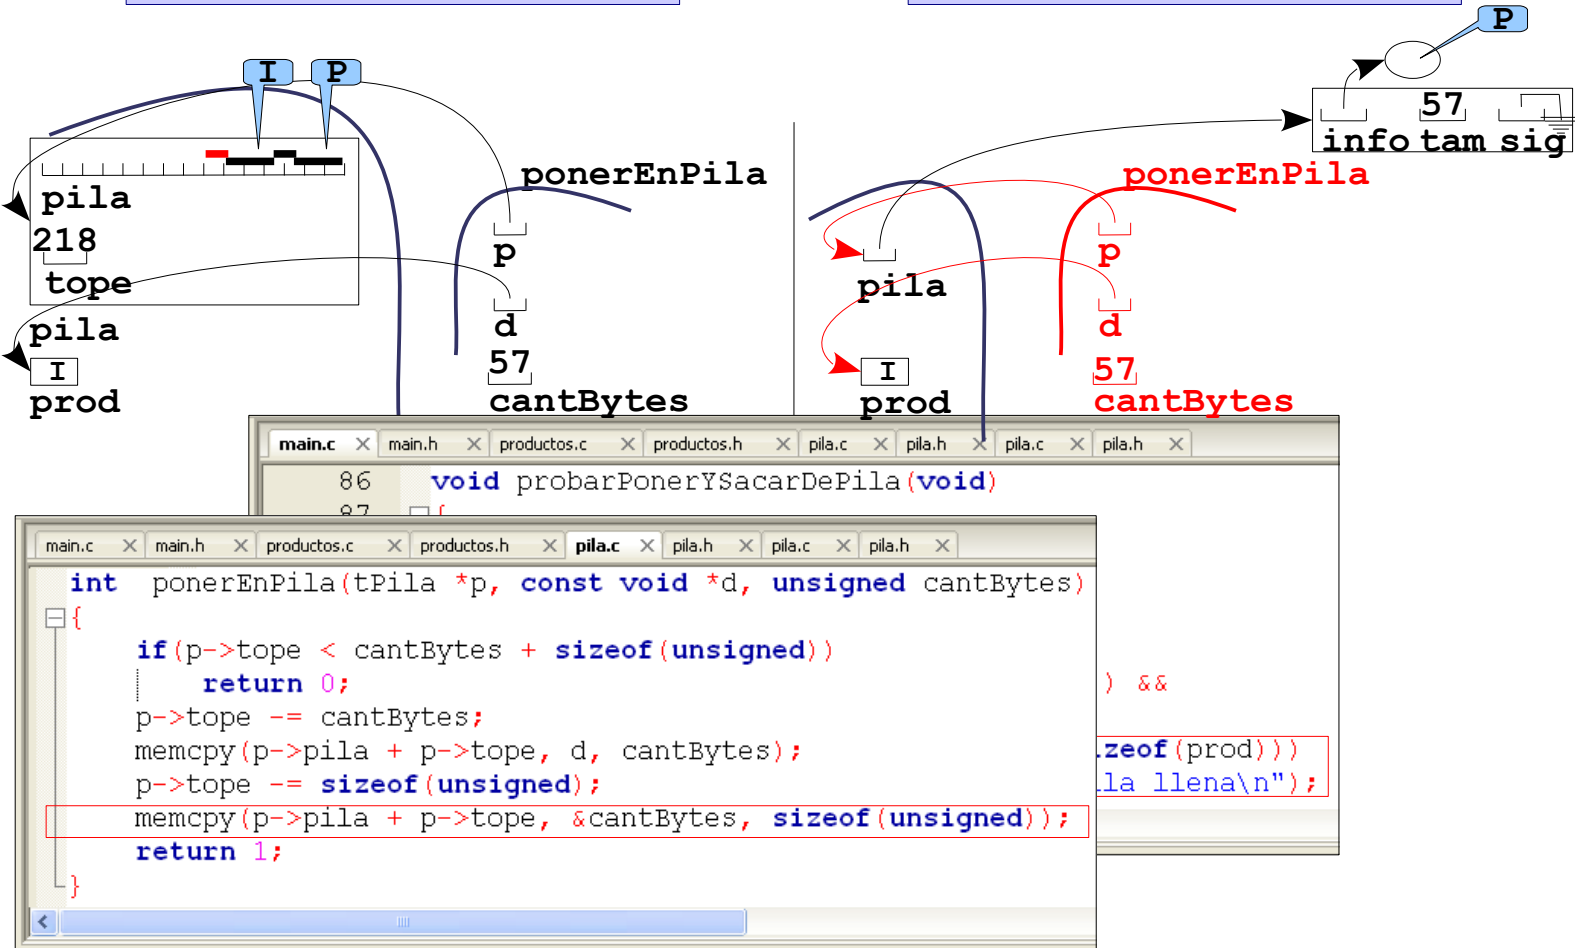 P
I P
57
info tam sig
ponerEnPila ponerEnPila
pila
218
p p
tope pila
pila d d
57 57
I I
prod cantBytes prod cantBytes
main.c main.h productos.c productos.h pila.c pila.h pila.c pila.h
86 void probarPonerYSacarDePila(void)
87 {
main.c main.h productos.c productos.h pila.c pila.h pila.c pila.h
int ponerEnPila(tPila *p, const void *d, unsigned cantBytes)
{
if(p->tope < cantBytes + sizeof(unsigned))
return 0; ) &&
p->tope -= cantBytes;
memcpy(p->pila + p->tope, d, cantBytes); izeof(prod)))
p->tope -= sizeof(unsigned); la llena\n");
memcpy(p->pila + p->tope, &cantBytes, sizeof(unsigned));
return 1;
}